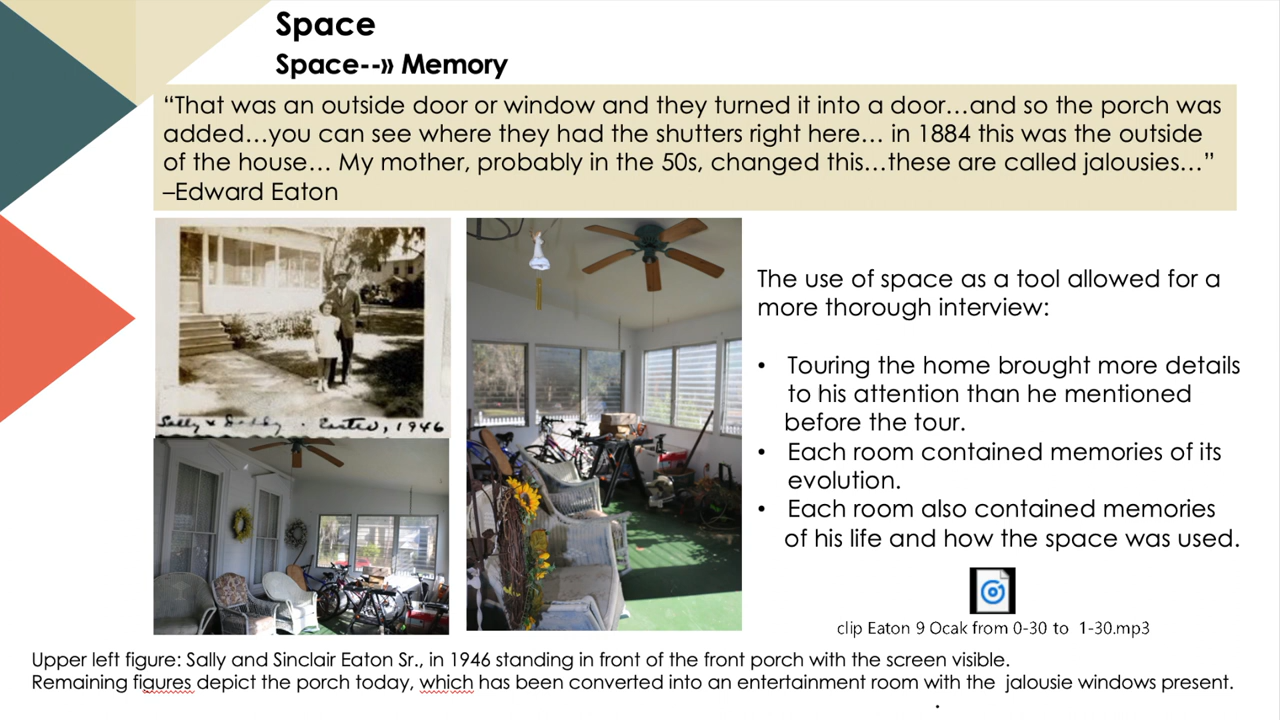 Space
Space--» Memory
“That was an outside door or window and they turned it into a door…and so the porch was
added…you can see where they had the shutters right here… in 1884 this was the outside
of the house… My mother, probably in the 50s, changed this…these are called jalousies…”
–Edward Eaton
The use of space as a tool allowed for a
more thorough interview:
• Touring the home brought more details
to his attention than he mentioned
before the tour.
• Each room contained memories of its
evolution.
• Each room also contained memories
of his life and how the space was used.
Sally & 1946
clip Eaton 9 Ocak from 0-30 to 1-30.mp3
Upper left figure: Sally and Sinclair Eaton Sr., in 1946 standing in front of the front porch with the screen visible.
Remaining figures depict the porch today, which has been converted into an entertainment room with the jalousie windows present.
.